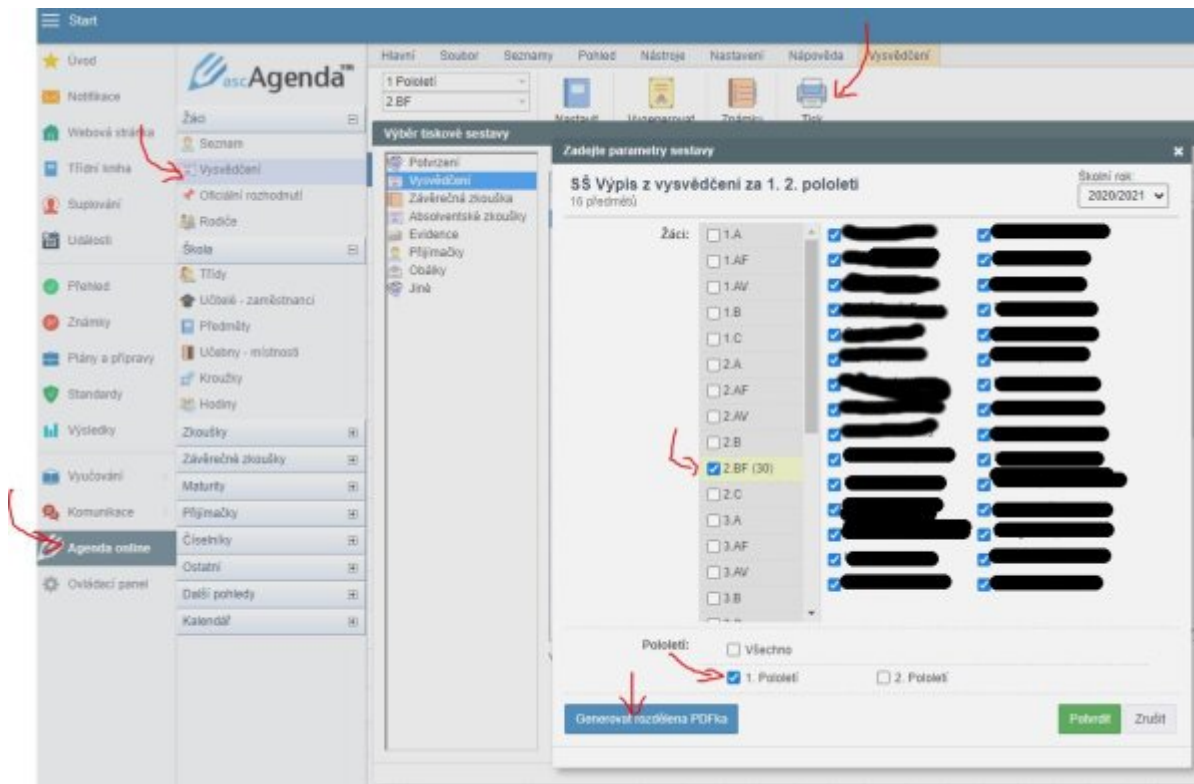 Start
Úvod
Notifikace
Webová stránka
Třídní kniha
Suplování
Události
Přehled
Známky
Plány a přípravy
Standardy
Výsledky
Vyučování
Komunikace
Agenda online
Ovládací panel
ascAgenda™
Žáci
Seznam
Vysvědčení
Oficiální rozhodnutí
Rodiče
Škola
Třídy
Učitelé - zaměstnanci
Předměty
Učebny - místnosti
Kroužky
Hodiny
Zkoušky
Závěrečné zkoušky
Maturity
Přijímačky
Číselníky
Ostatní
Další pohledy
Kalendář
Hlavní Soubor Seznamy Pohled Nástroje Nastavení Nápověda Vysvědčení
1 Pololetí
2.BF
Nastavit Vygenerovat Známky Tisk
Výběr tiskové sestavy
Potvrzení
Vysvědčení
Závěrečná zkouška
Absolventské zkoušky
Evidence
Přijímačky
Obálky
Jiné
Zadejte parametry sestavy
SŠ Výpis z vysvědčení za 1. 2. pololetí
16 předmětů
Školní rok:
2020/2021
Žáci:
1.A
1.AF
1.AV
1.B
1.C
2.A
2.AF
2.AV
2.B
2.BF (30)
2.C
3.A
3.AF
3.AV
3.B
Pololetí:
Všechno
1. Pololetí 2. Pololetí
Generovat rozdělena PDFka
Potvrdit Zrušit